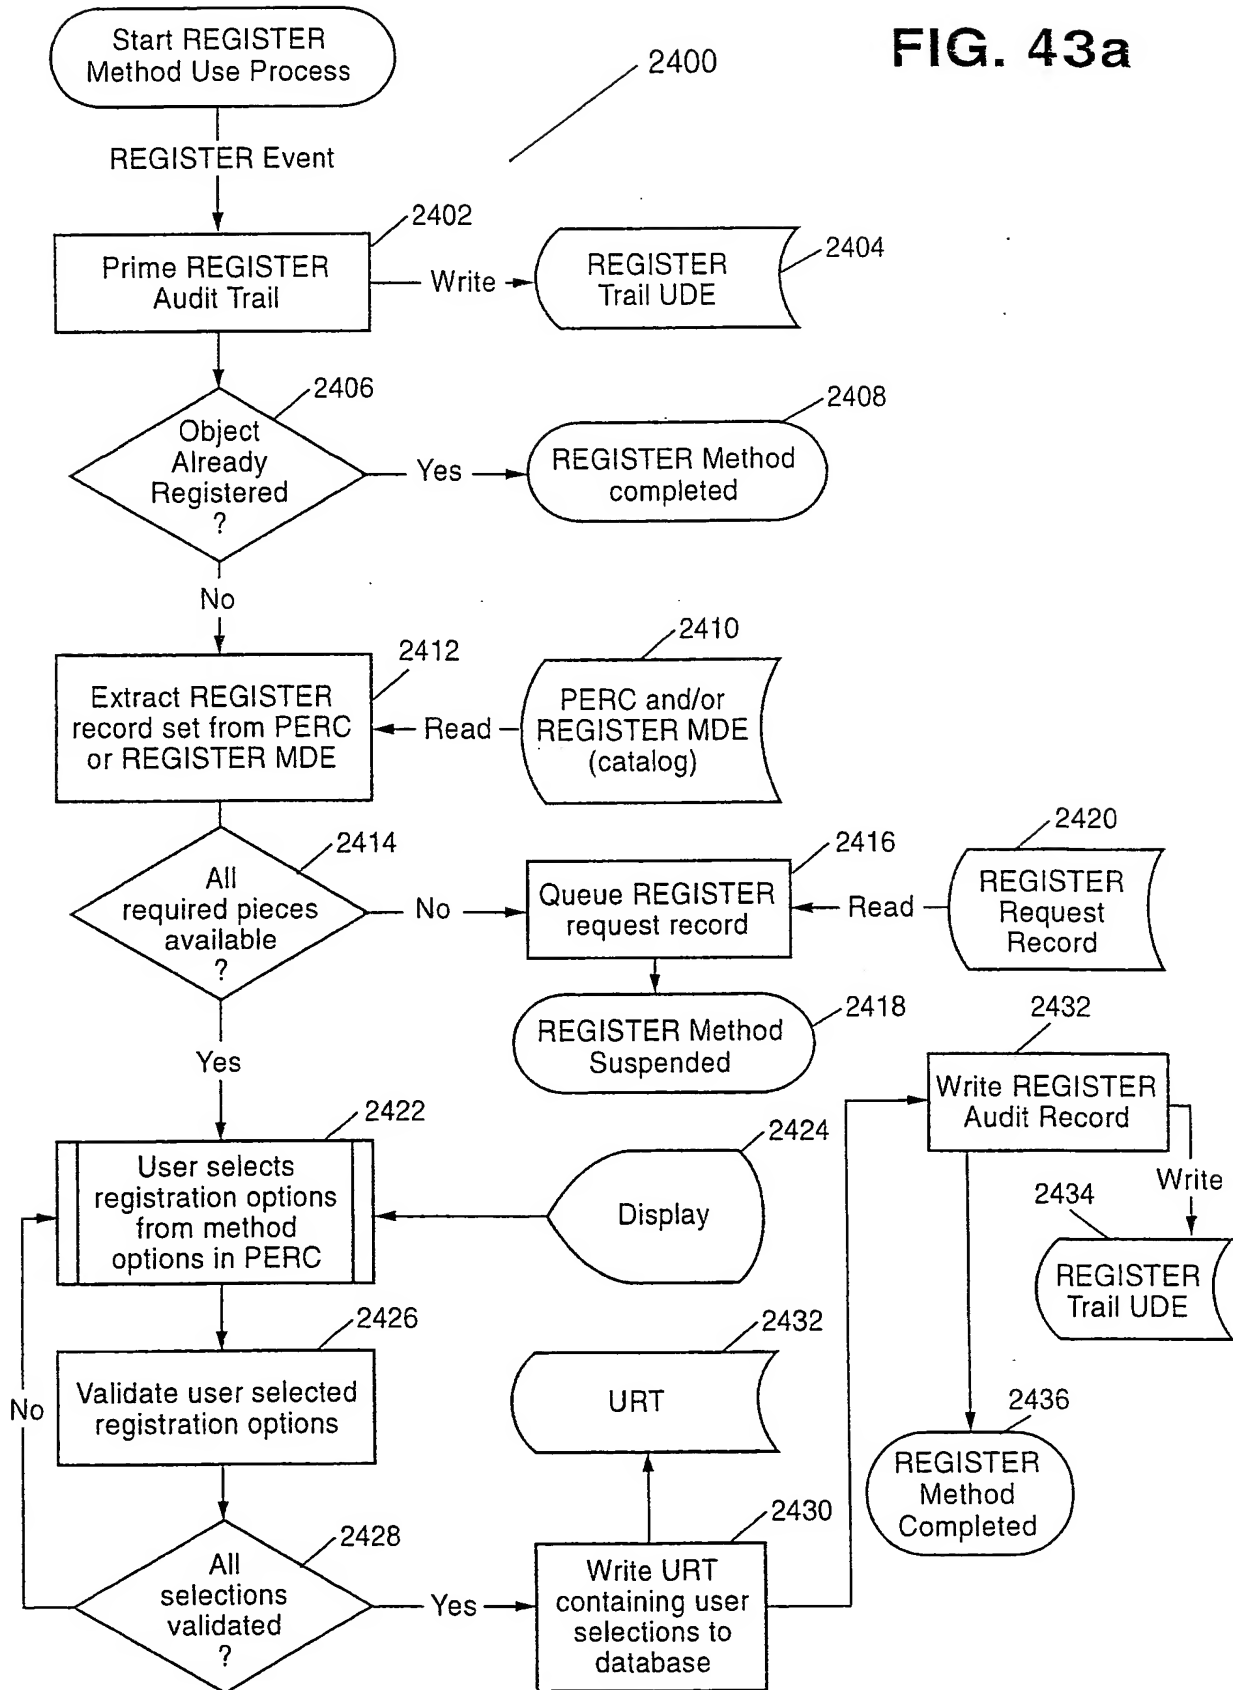 Start REGISTER
Method Use Process
2400
FIG. 43a
REGISTER Event
2402
Prime REGISTER
Audit Trail
Write
REGISTER
Trail UDE
2404
2406
Object
Already
Registered
?
Yes
2408
REGISTER Method
completed
No
2412
Extract REGISTER
record set from PERC
or REGISTER MDE
Read
2410
PERC and/or
REGISTER MDE
(catalog)
2414
All
required pieces
available
?
No
2416
Queue REGISTER
request record
Read
2420
REGISTER
Request
Record
2418
REGISTER Method
Suspended
Yes
2422
User selects
registration options
from method
options in PERC
2424
Display
2432
Write REGISTER
Audit Record
Write
2434
REGISTER
Trail UDE
2426
Validate user selected
registration options
No
2432
URT
2436
REGISTER
Method
Completed
2428
All
selections
validated
?
Yes
2430
Write URT
containing user
selections to
database